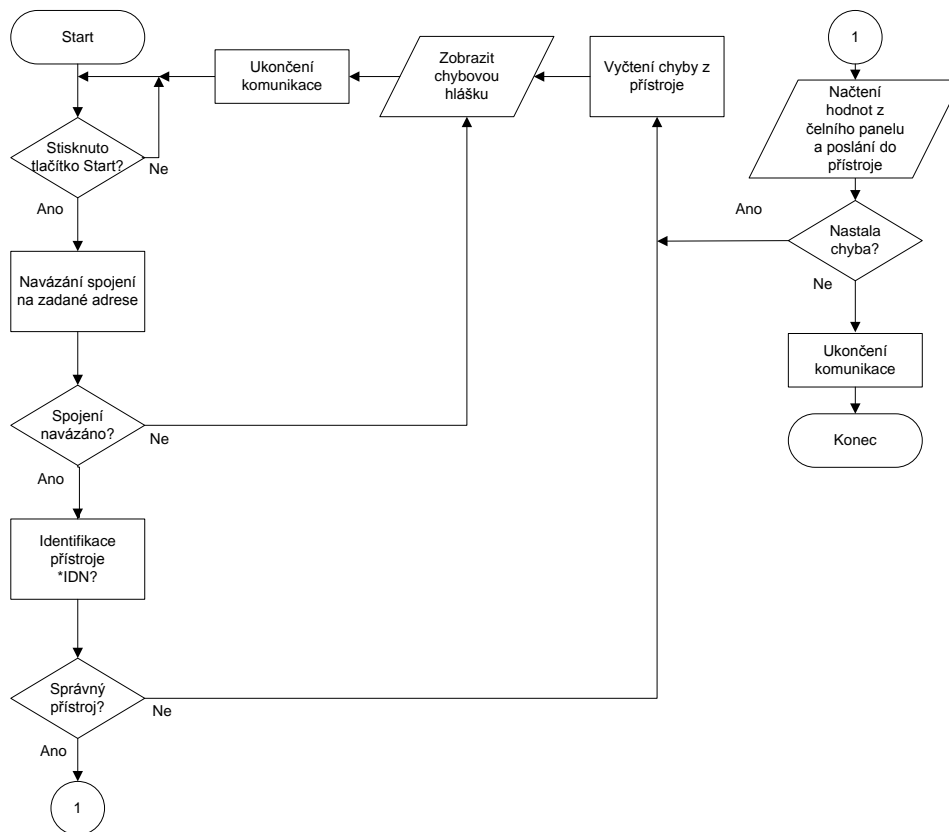 Start
Stisknuto
tlačítko Start?
Ne
Ano
Navázání spojení
na zadané adrese
Spojení
navázáno?
Ne
Ano
Identifikace
přístroje
*IDN?
Správný
přístroj?
Ne
Ano
1
Ukončení
komunikace
Zobrazit
chybovou
hlášku
Vyčtení chyby z
přístroje
1
Načtení
hodnot z
čelního panelu
a poslání do
přístroje
Ano
Nastala
chyba?
Ne
Ukončení
komunikace
Konec